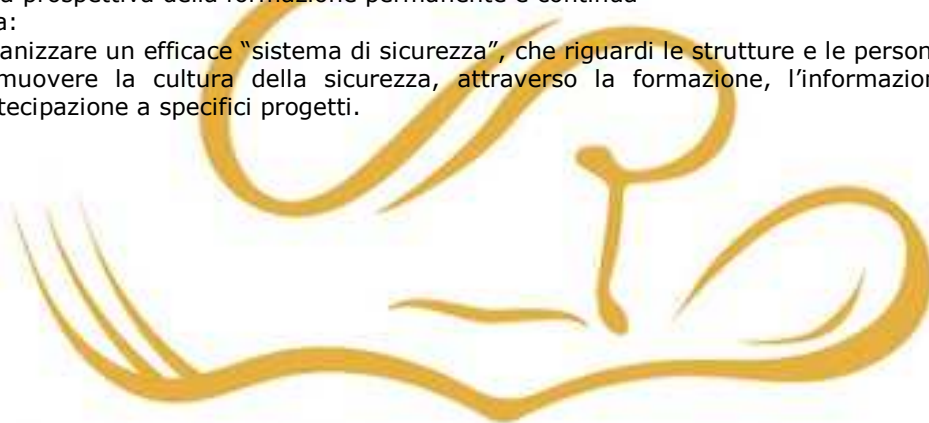 a prospettiva della formazione permanente e continua
a:
anizzare un efficace “sistema di sicurezza”, che riguardi le strutture e le person
muovere la cultura della sicurezza, attraverso la formazione, l’informazion
tecipazione a specifici progetti.